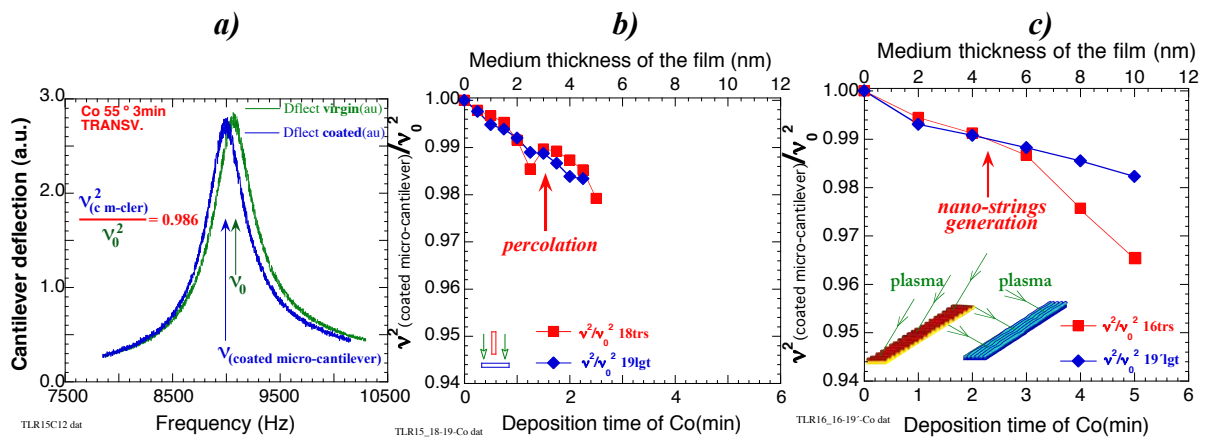 a)
b)
c)
Cantilever deflection (a.u.)
3.0
2.0
1.0
0.0
Co 55 º 3min
TRANSV.
Dflect virgin(au)
Dflect coated(au)
ν²(c m-cler)
ν₀²
= 0.986
ν₀
ν(coated micro-cantilever)
7500 8500 9500 10500
Frequency (Hz)
TLR15C12 dat
Medium thickness of the film (nm)
0 2 4 6 8 10 12
ν²(coated micro-cantilever)/ν₀²
1.00
0.99
0.98
0.97
0.96
0.95
0.94
percolation
ν²/ν₀² 18trs
ν²/ν₀² 19lgt
0 1 2 3 4 5 6
Deposition time of Co(min)
TLR15_18-19-Co dat
Medium thickness of the film (nm)
0 2 4 6 8 10 12
ν²(coated micro-cantilever)/ν₀²
1.00
0.99
0.98
0.97
0.96
0.95
0.94
nano-strings
generation
plasma
plasma
ν²/ν₀² 16trs
ν²/ν₀² 19'lgt
0 1 2 3 4 5 6
Deposition time of Co(min)
TLR16_16-19´-Co dat